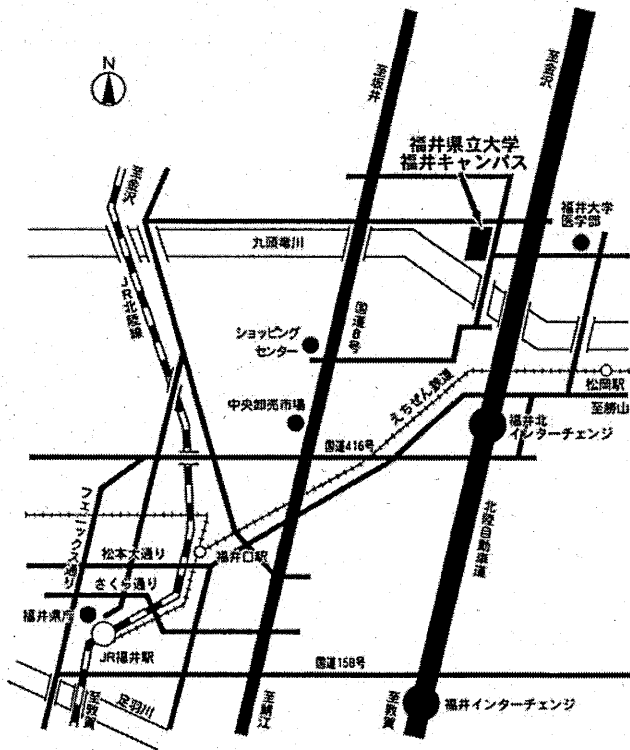 N
至坂井
至金沢
福井県立大学
福井キャンパス
至金沢
福井大学
医学部
九頭竜川
JR北陸線
国道8号
ショッピング
センター
えちぜん鉄道
松岡駅
至勝山
中央卸売市場
福井北
インターチェンジ
国道416号
フェニックス通り
北陸自動車道
松本大通り
福井口駅
さくら通り
福井県庁
JR福井駅
国道158号
至敦賀
足羽川
至鯖江
至敦賀
福井インターチェンジ